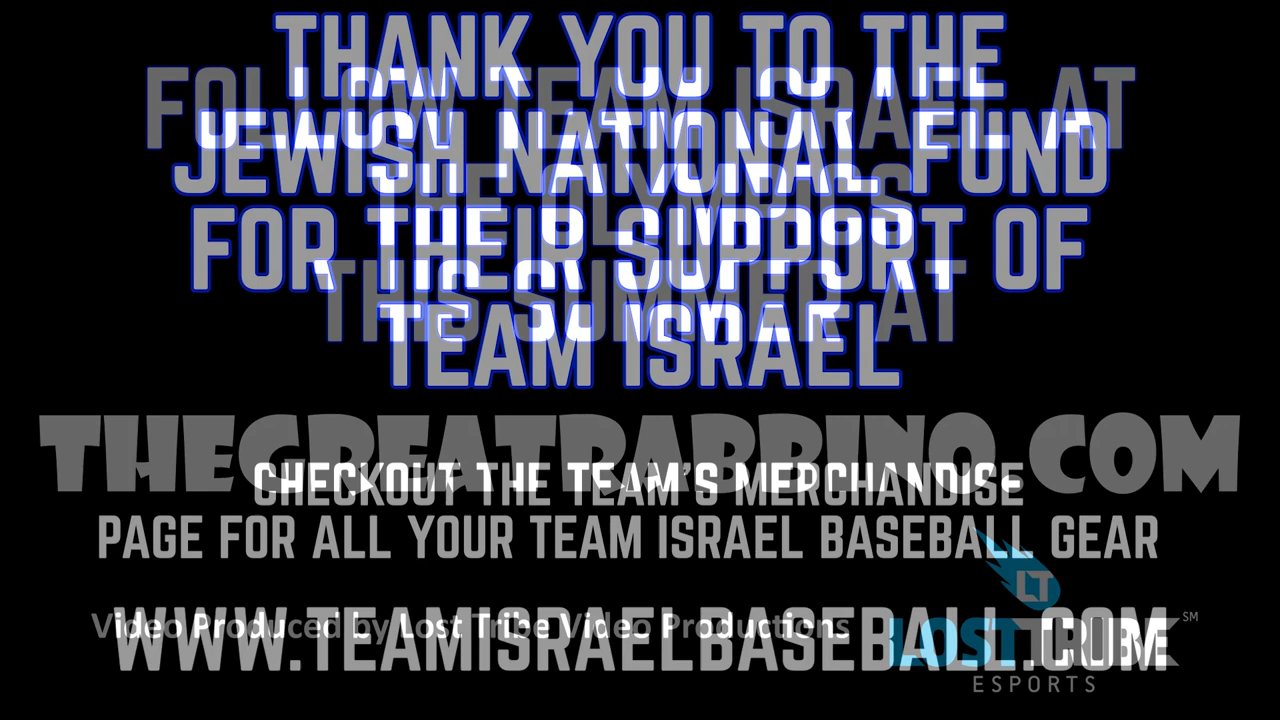 THANK YOU TO THE
JEWISH NATIONAL FUND
FOR THEIR SUPPORT OF
TEAM ISRAEL
CHECKOUT THE TEAM'S MERCHANDISE
PAGE FOR ALL YOUR TEAM ISRAEL BASEBALL GEAR
WWW.TEAMISRAELBASEBALL.COM
FOLLOW TEAM ISRAEL AT
THE OLYMPICS
THIS SUMMER AT
THEGREATRABBINO.COM
Video Produced by Lost Tribe Video Productions
LT
LOST TRIBE
ESPORTS
SM